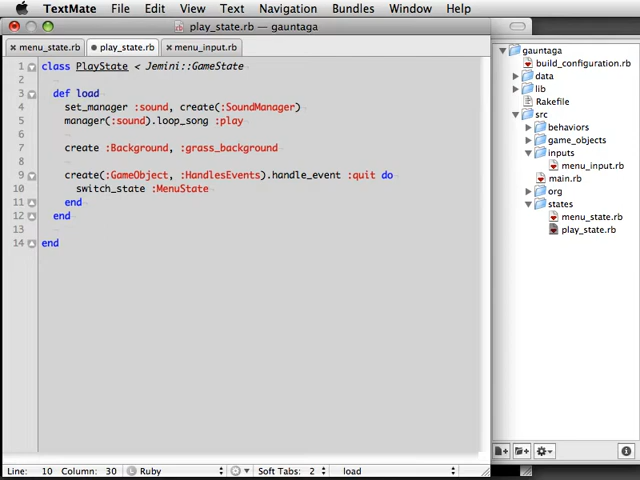 TextMate File Edit View Text Navigation Bundles Window Help
play_state.rb — gauntaga
menu_state.rb play_state.rb menu_input.rb
1 class PlayState < Jemini::GameState
2
3 def load
4 set_manager :sound, create(:SoundManager)
5 manager(:sound).loop_song :play
6
7 create :Background, :grass_background
8
9 create(:GameObject, :HandlesEvents).handle_event :quit do
10 switch_state :MenuState
11 end
12 end
13
14 end
gauntaga
build_configuration.rb
data
lib
Rakefile
src
behaviors
game_objects
inputs
menu_input.rb
main.rb
org
states
menu_state.rb
play_state.rb
Line: 10 Column: 30 Ruby Soft Tabs: 2 load